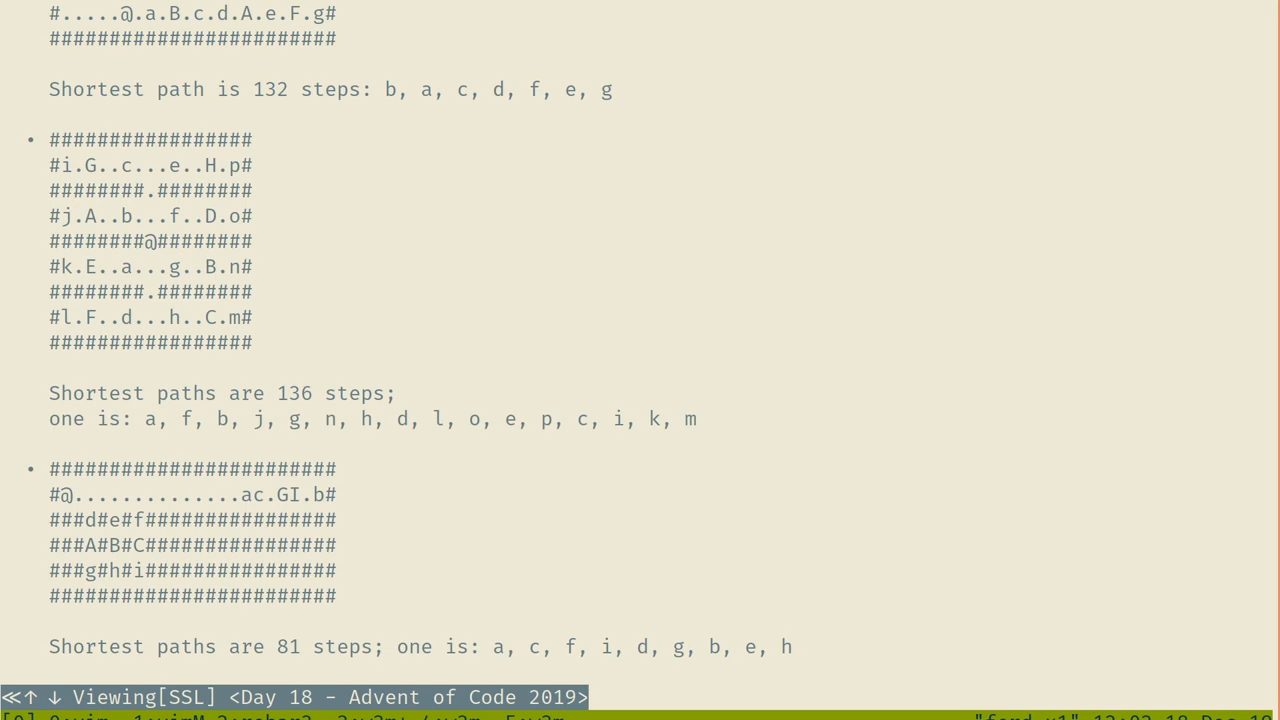 #.....@.a.B.c.d.A.e.F.g#
########################
Shortest path is 132 steps: b, a, c, d, f, e, g
• #################
#i.G..c...e..H.p#
########.########
#j.A..b...f..D.o#
########@########
#k.E..a...g..B.n#
########.########
#l.F..d...h..C.m#
#################
Shortest paths are 136 steps;
one is: a, f, b, j, g, n, h, d, l, o, e, p, c, i, k, m
• ########################
#@..............ac.GI.b#
###d#e#f################
###A#B#C################
###g#h#i################
########################
Shortest paths are 81 steps; one is: a, c, f, i, d, g, b, e, h
≪↑ ↓ Viewing[SSL] <Day 18 - Advent of Code 2019>